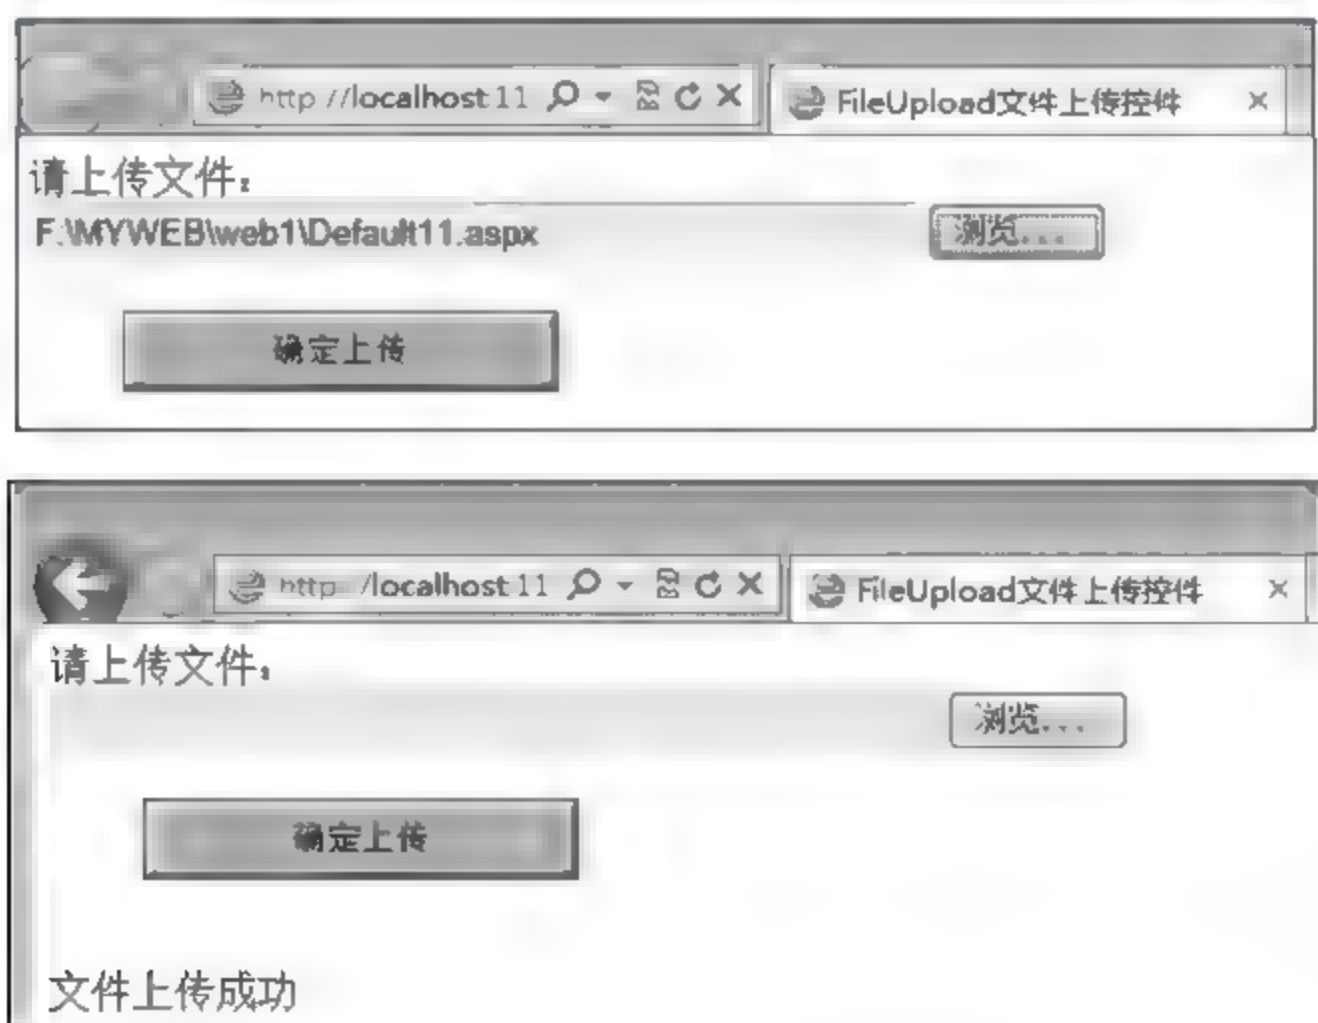 http://localhost:11
FileUpload文件上传控件
请上传文件：
F:\MYWEB\web1\Default11.aspx
浏览...
确定上传
http://localhost:11
FileUpload文件上传控件
请上传文件：
浏览...
确定上传
文件上传成功